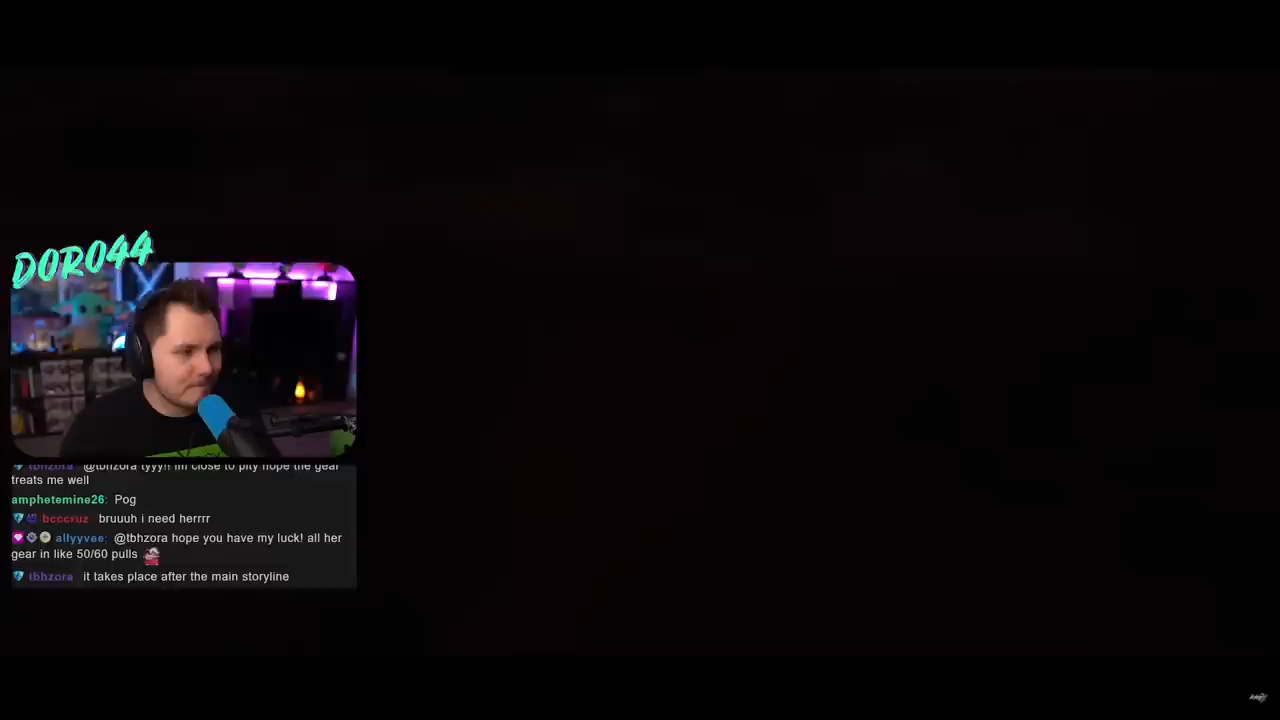 DORO44
tbhzora @tbhzora tyyy!! im close to pity hope the gear
treats me well
amphetemine26: Pog
bcccruz bruuuh i need herrrr
allyyvee: @tbhzora hope you have my luck! all her
gear in like 50/60 pulls
tbhzora it takes place after the main storyline